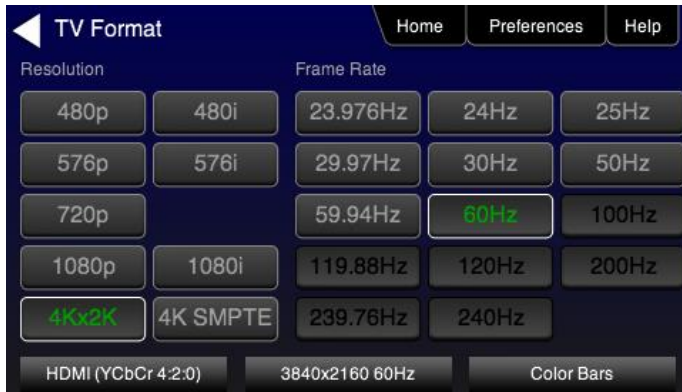 TV Format
Home Preferences Help
Resolution Frame Rate
480p 480i 23.976Hz 24Hz 25Hz
576p 576i 29.97Hz 30Hz 50Hz
720p 59.94Hz 60Hz 100Hz
1080p 1080i 119.88Hz 120Hz 200Hz
4Kx2K 4K SMPTE 239.76Hz 240Hz
HDMI (YCbCr 4:2:0) 3840x2160 60Hz Color Bars